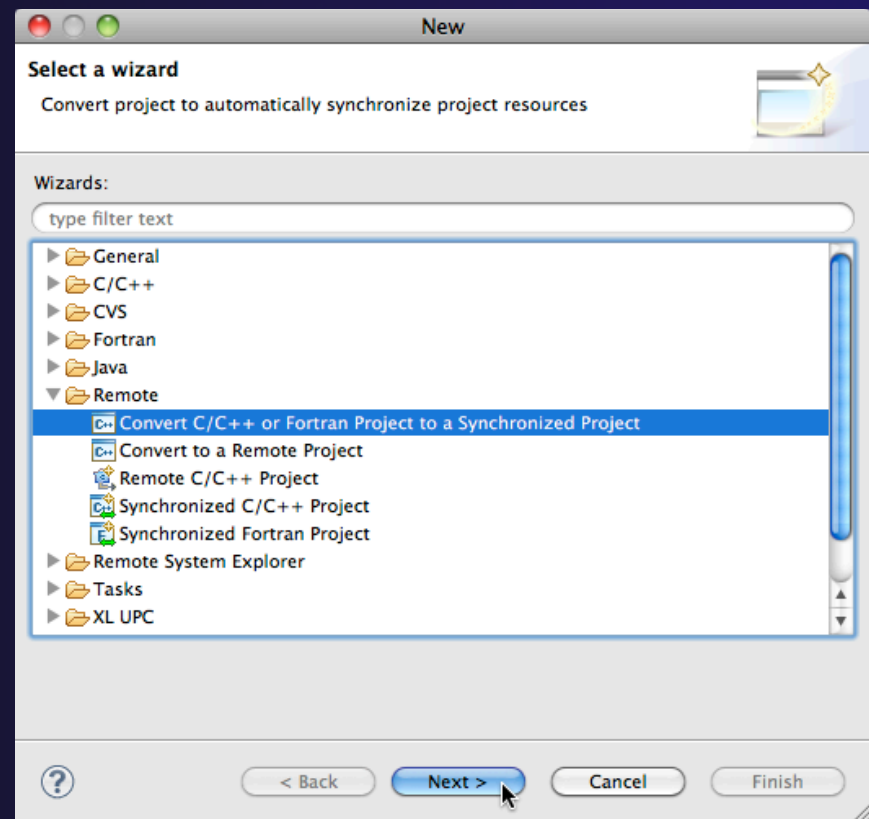 New
Select a wizard
Convert project to automatically synchronize project resources
Wizards:
type filter text
General
C/C++
CVS
Fortran
Java
Remote
Convert C/C++ or Fortran Project to a Synchronized Project
Convert to a Remote Project
Remote C/C++ Project
Synchronized C/C++ Project
Synchronized Fortran Project
Remote System Explorer
Tasks
XL UPC
? < Back Next > Cancel Finish